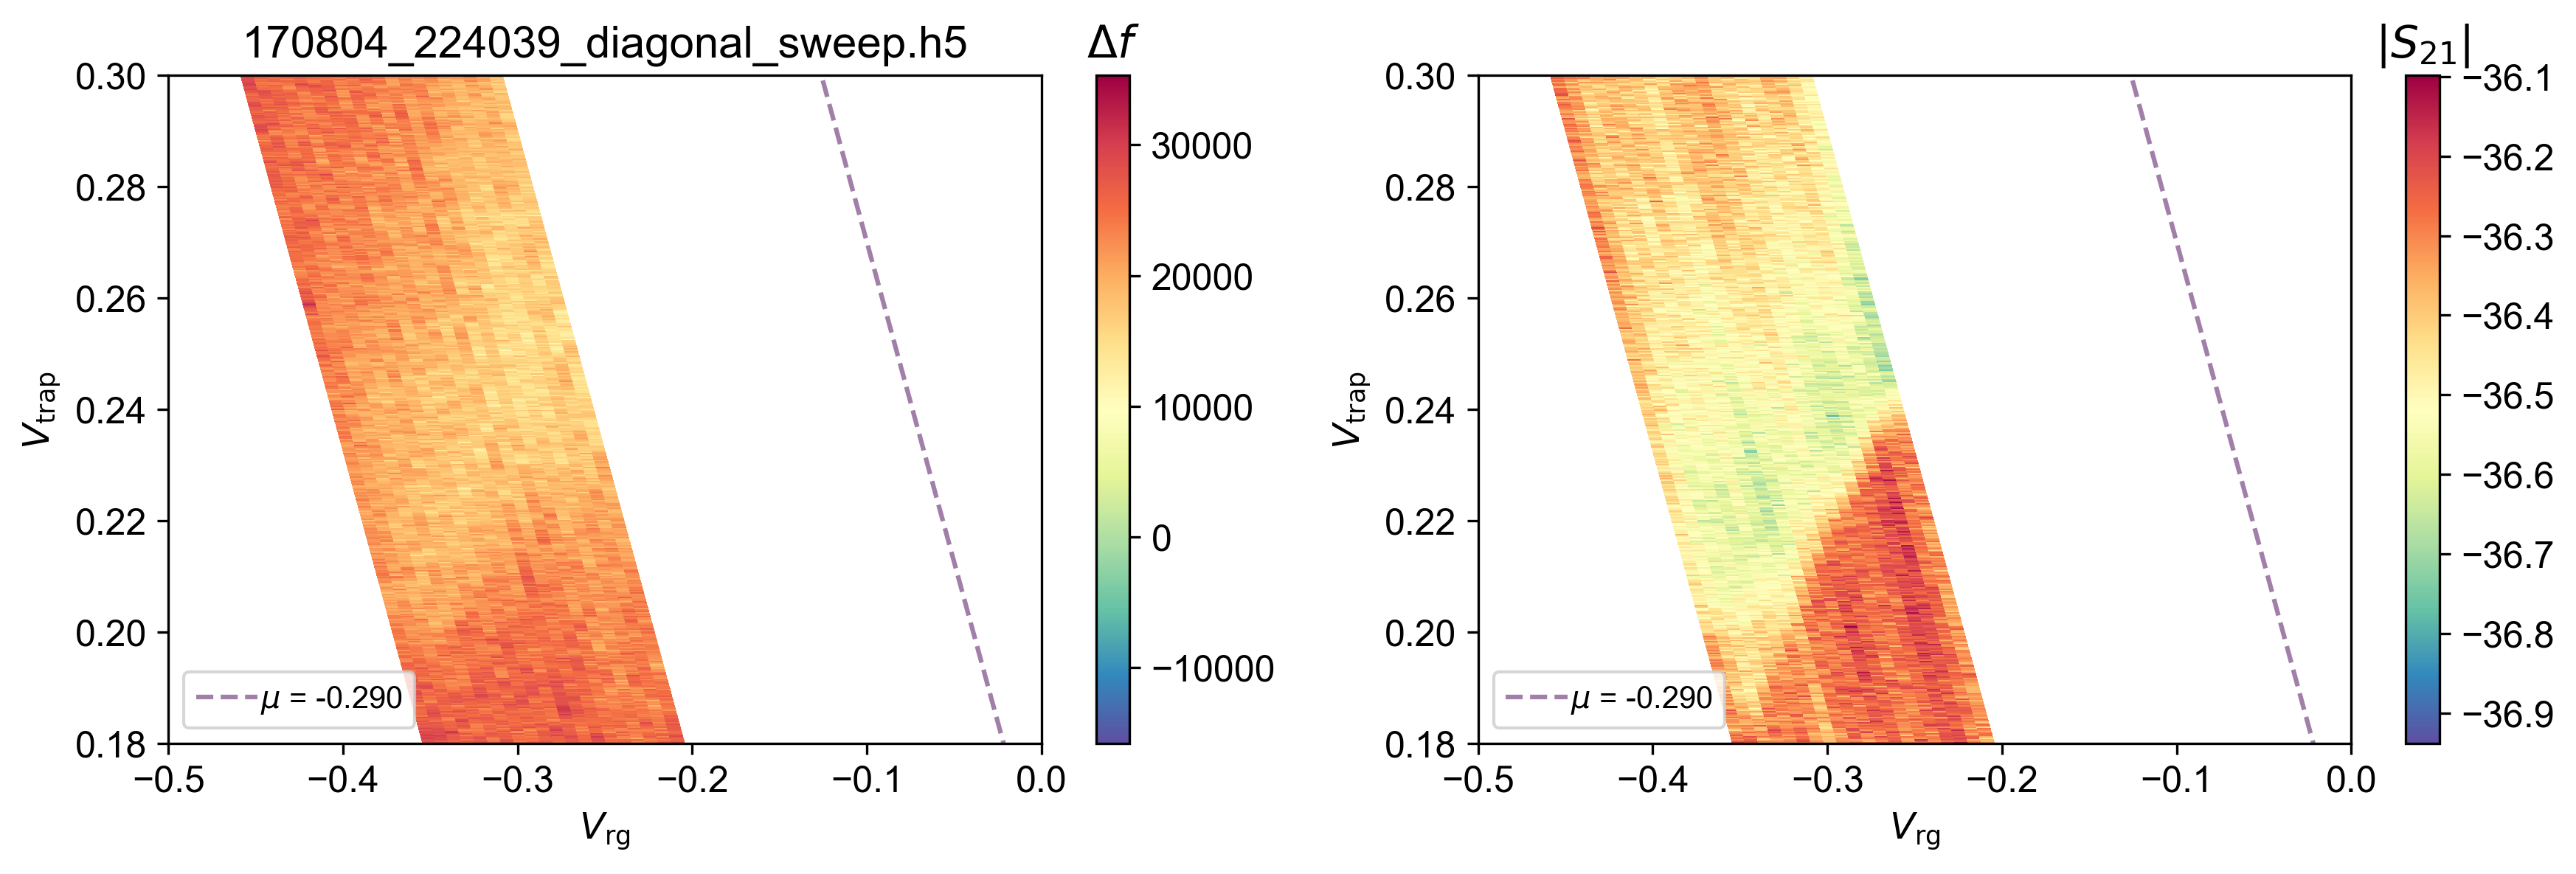 170804_224039_diagonal_sweep.h5
Δf
30000
20000
10000
0
−10000
0.30
0.28
0.26
0.24
0.22
0.20
0.18
V_trap
μ = -0.290
−0.5 −0.4 −0.3 −0.2 −0.1 0.0
V_rg
|S_21|
−36.1
−36.2
−36.3
−36.4
−36.5
−36.6
−36.7
−36.8
−36.9
0.30
0.28
0.26
0.24
0.22
0.20
0.18
V_trap
μ = -0.290
−0.5 −0.4 −0.3 −0.2 −0.1 0.0
V_rg